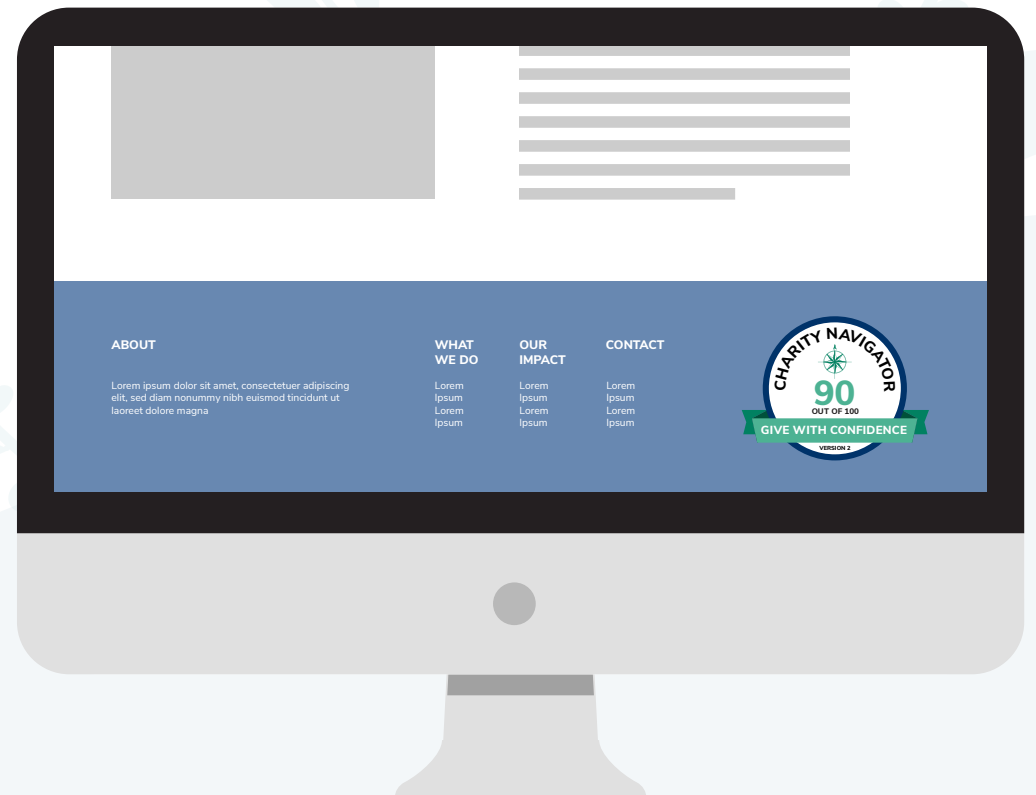 ABOUT
Lorem ipsum dolor sit amet, consectetuer adipiscing
elit, sed diam nonummy nibh euismod tincidunt ut
laoreet dolore magna
WHAT
WE DO
Lorem
Ipsum
Lorem
Ipsum
OUR
IMPACT
Lorem
Ipsum
Lorem
Ipsum
CONTACT
Lorem
Ipsum
Lorem
Ipsum
CHARITY NAVIGATOR
90
OUT OF 100
GIVE WITH CONFIDENCE
VERSION 2